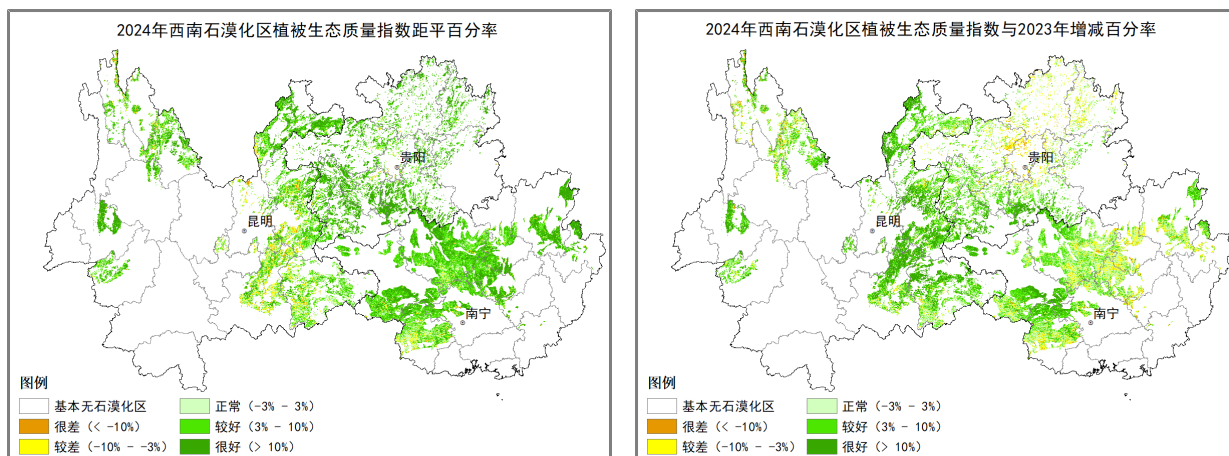 2024年西南石漠化区植被生态质量指数距平百分率
贵阳
昆明
南宁
图例
基本无石漠化区
正常 (-3% - 3%)
很差 (< -10%)
较好 (3% - 10%)
较差 (-10% - -3%)
很好 (> 10%)
2024年西南石漠化区植被生态质量指数与2023年增减百分率
贵阳
昆明
南宁
图例
基本无石漠化区
正常 (-3% - 3%)
很差 (< -10%)
较好 (3% - 10%)
较差 (-10% - -3%)
很好 (> 10%)